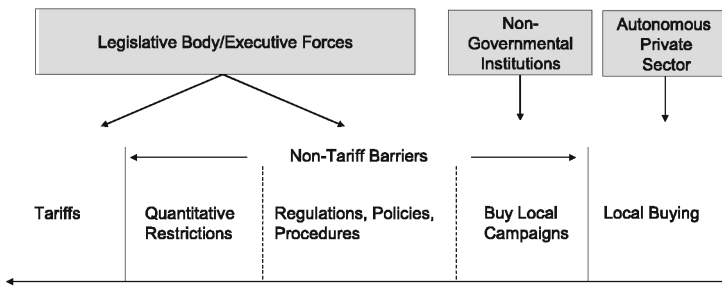 Legislative Body/Executive Forces
Non-
Governmental
Institutions
Autonomous
Private
Sector
Non-Tariff Barriers
Tariffs
Quantitative
Restrictions
Regulations, Policies,
Procedures
Buy Local
Campaigns
Local Buying